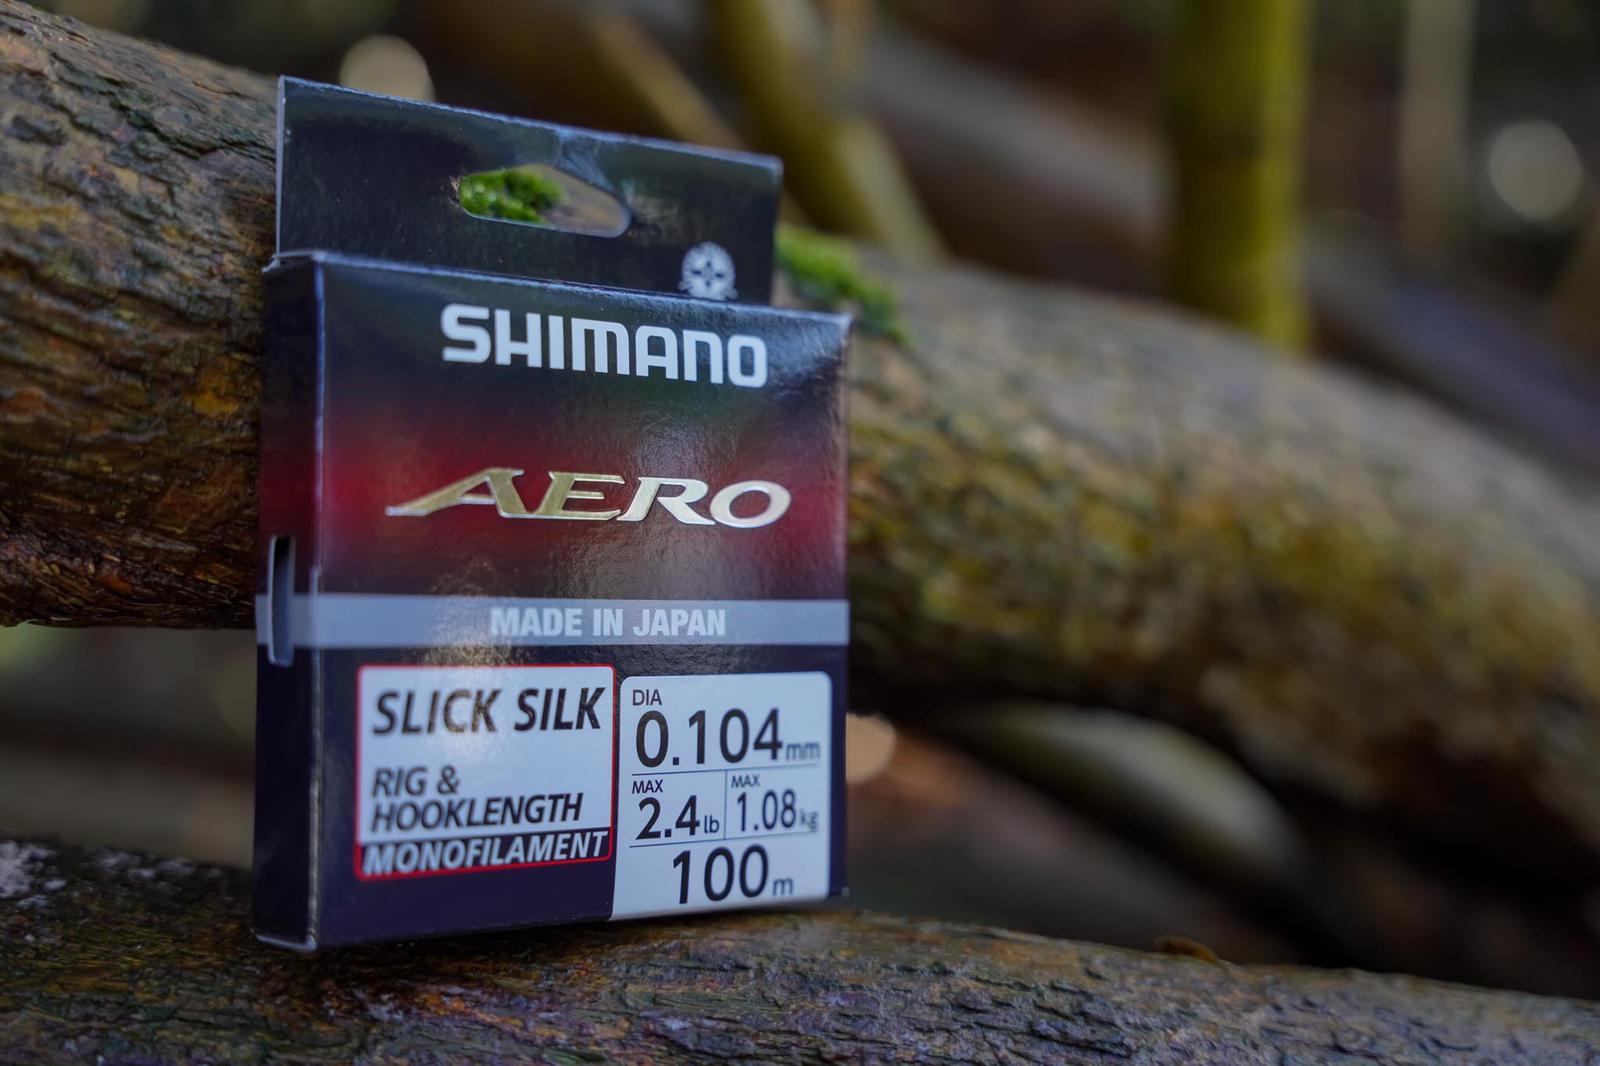 SHIMANO
AERO
MADE IN JAPAN
SLICK SILK
RIG &
HOOKLENGTH
MONOFILAMENT
DIA
0.104mm
MAX
2.4lb
MAX
1.08kg
100m